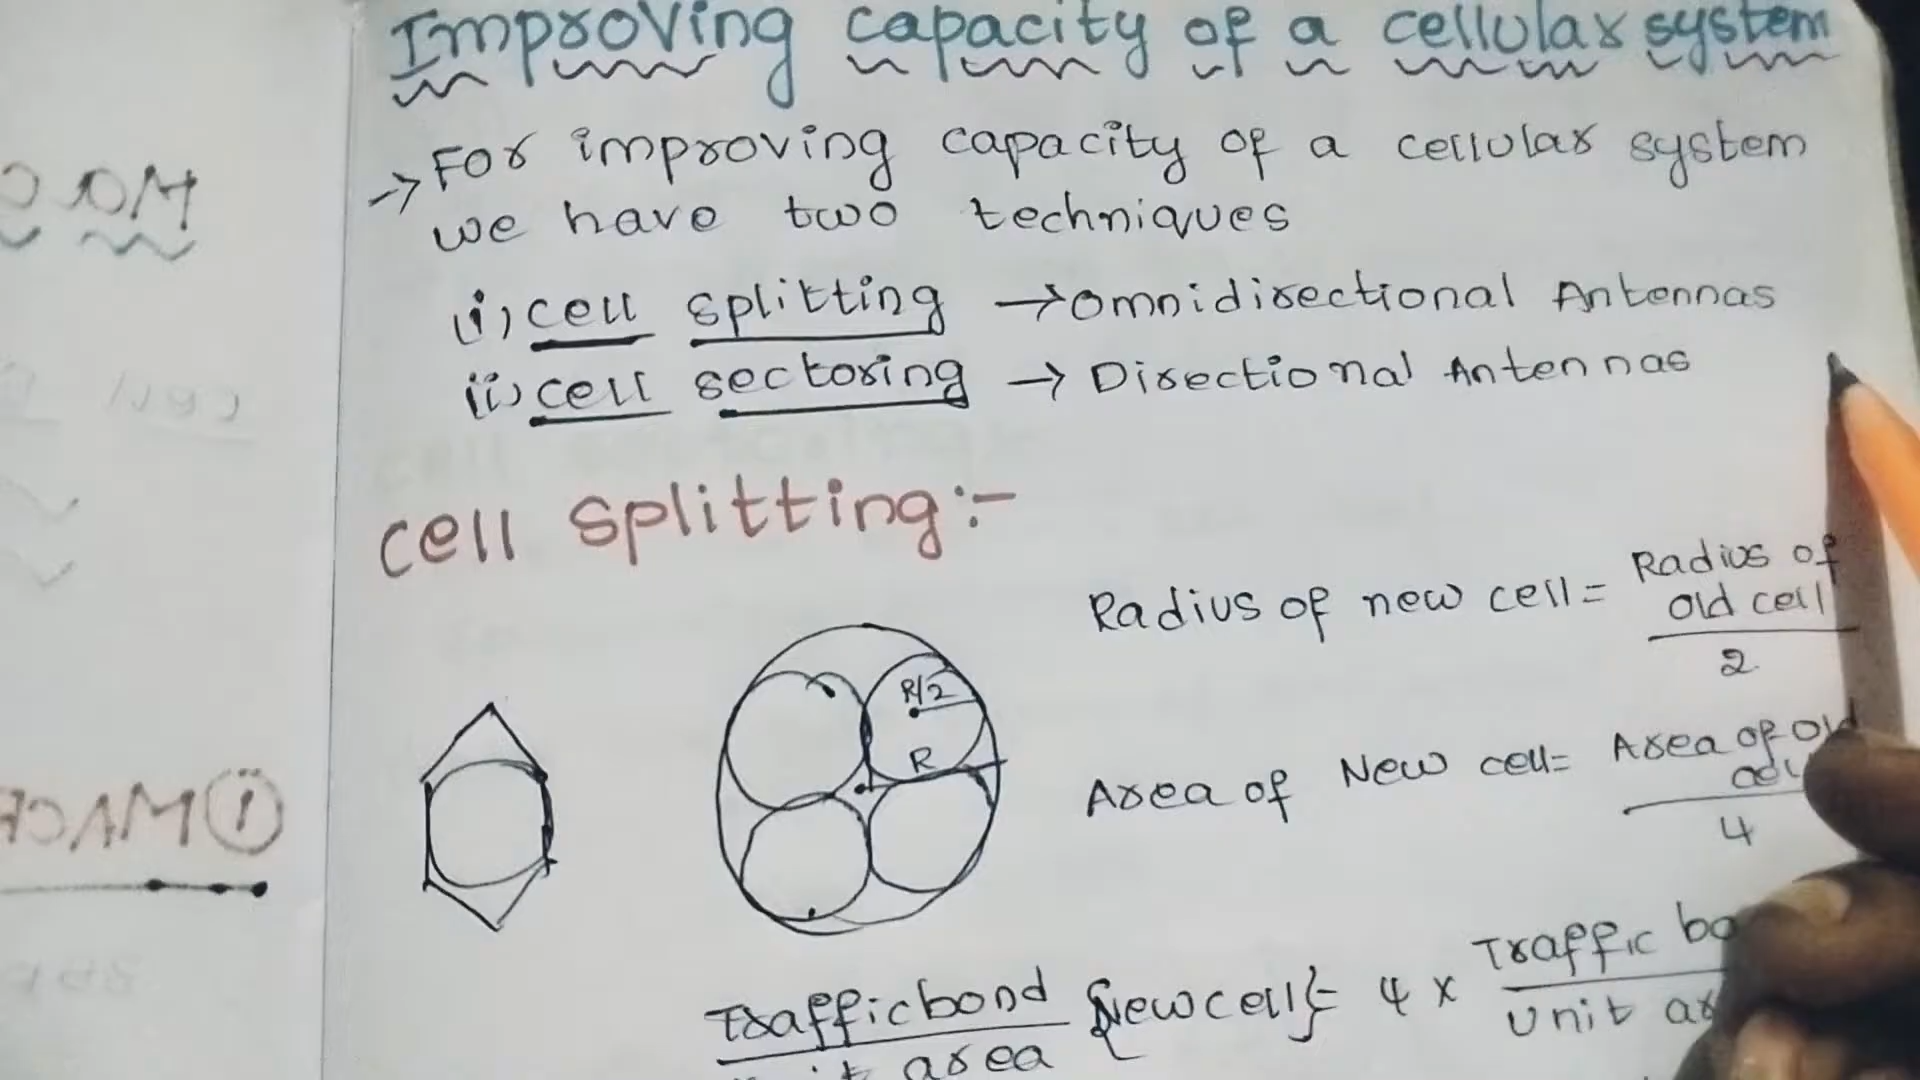 Improving capacity of a cellular system
→ For improving capacity of a cellular system
we have two techniques
(i) cell splitting → Omnidirectional Antennas
(ii) cell sectoring → Directional Antennas
cell splitting:-
Radius of new cell = Radius of
old cell
2
R/2
R
Area of New cell = Area of old
4
Traffic bond {New cell} = 4 × Traffic
unit
area